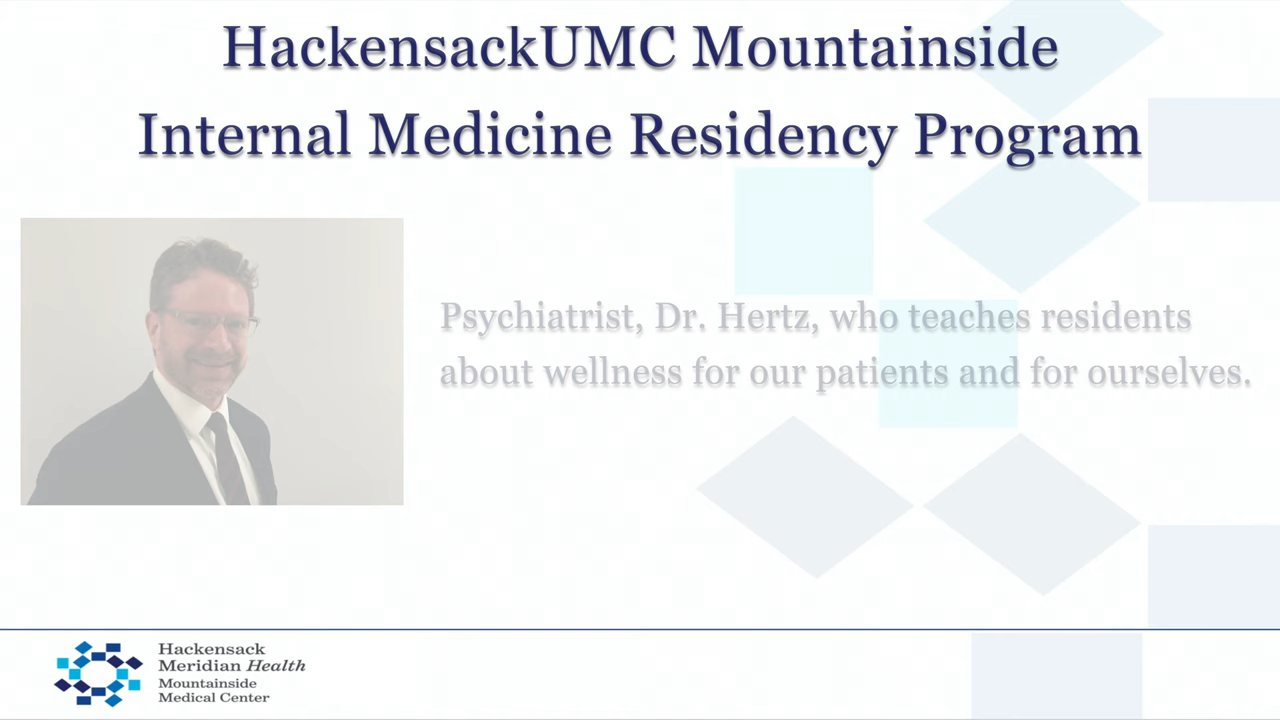 HackensackUMC Mountainside
Internal Medicine Residency Program
Psychiatrist, Dr. Hertz, who teaches residents
about wellness for our patients and for ourselves.
Hackensack
Meridian Health
Mountainside
Medical Center